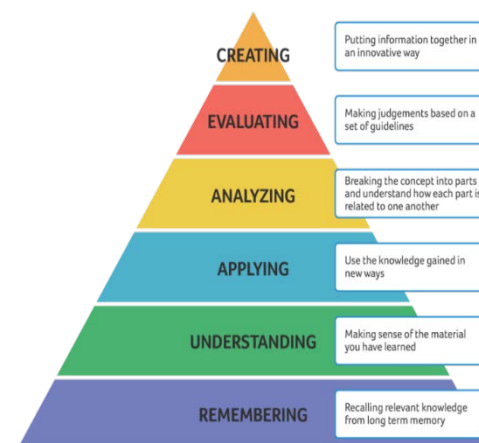 CREATING
Putting information together in
an innovative way
EVALUATING
Making judgements based on a
set of guidelines
ANALYZING
Breaking the concept into parts
and understand how each part is
related to one another
APPLYING
Use the knowledge gained in
new ways
UNDERSTANDING
Making sense of the material
you have learned
REMEMBERING
Recalling relevant knowledge
from long term memory